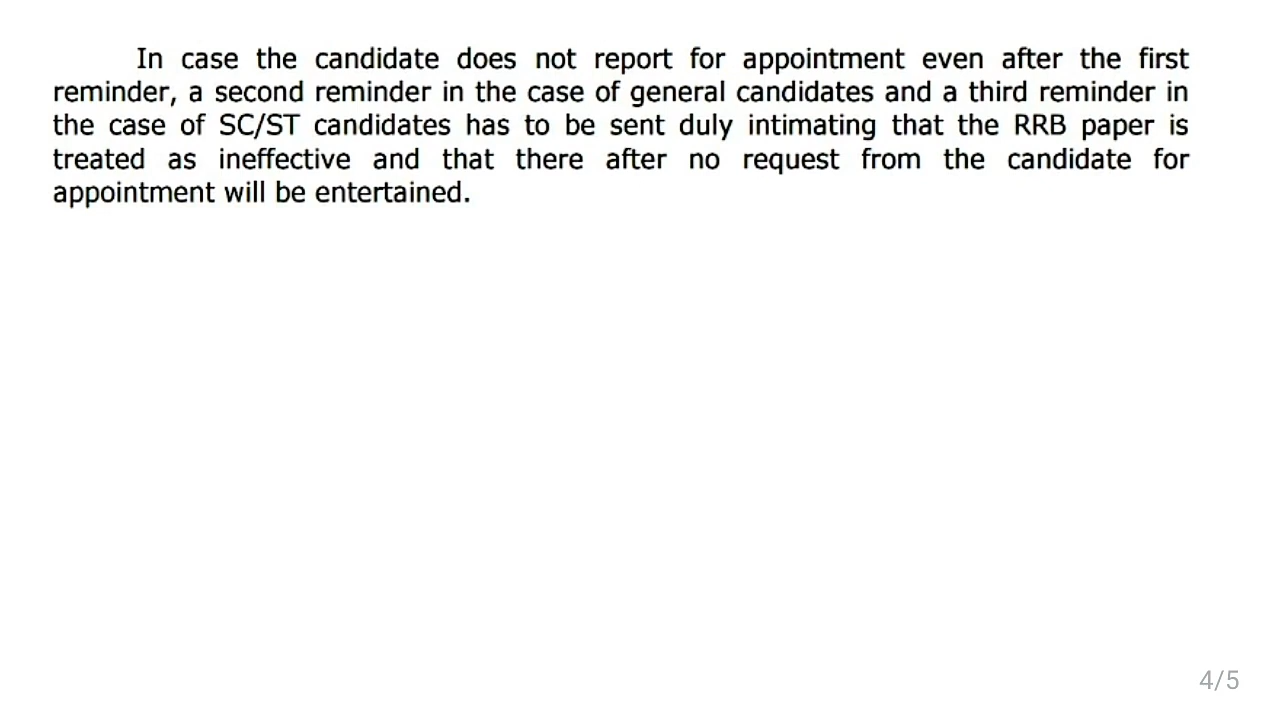 In case the candidate does not report for appointment even after the first
reminder, a second reminder in the case of general candidates and a third reminder in
the case of SC/ST candidates has to be sent duly intimating that the RRB paper is
treated as ineffective and that there after no request from the candidate for
appointment will be entertained.
4/5